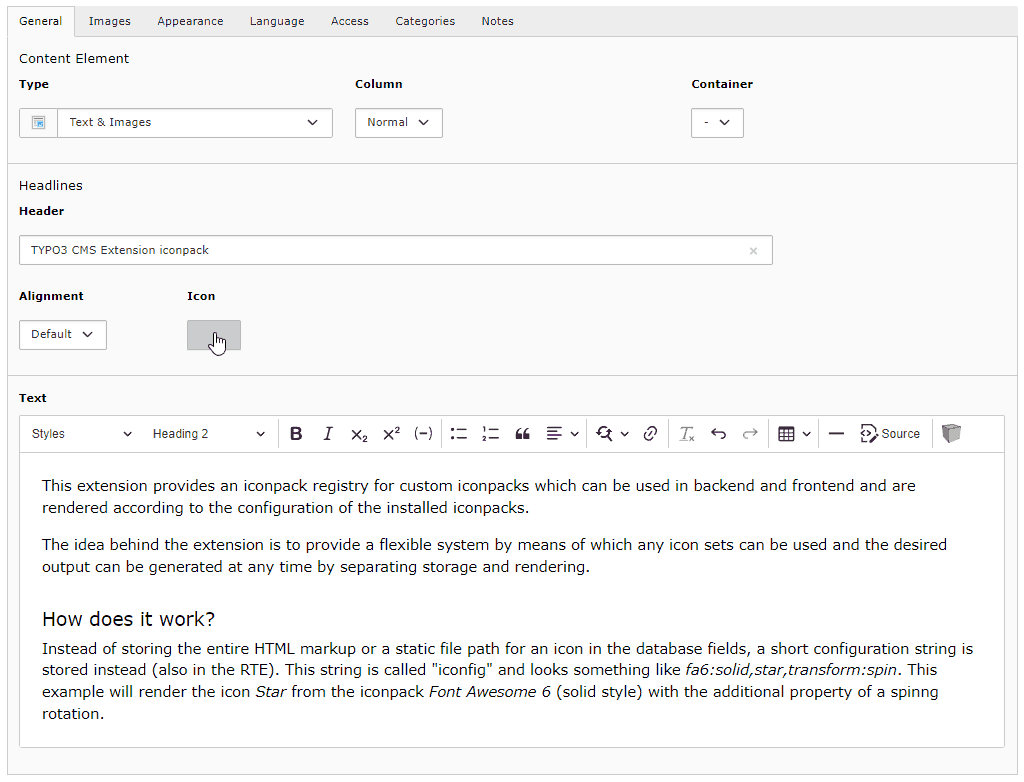 General Images Appearance Language Access Categories Notes
Content Element
Type Column Container
Text & Images Normal -
Headlines
Header
TYPO3 CMS Extension iconpack ×
Alignment Icon
Default
Text
Styles Heading 2 B I x₂ x² (–) Tx Source
This extension provides an iconpack registry for custom iconpacks which can be used in backend and frontend and are
rendered according to the configuration of the installed iconpacks.
The idea behind the extension is to provide a flexible system by means of which any icon sets can be used and the desired
output can be generated at any time by separating storage and rendering.
How does it work?
Instead of storing the entire HTML markup or a static file path for an icon in the database fields, a short configuration string is
stored instead (also in the RTE). This string is called "iconfig" and looks something like fa6:solid,star,transform:spin. This
example will render the icon Star from the iconpack Font Awesome 6 (solid style) with the additional property of a spinng
rotation.